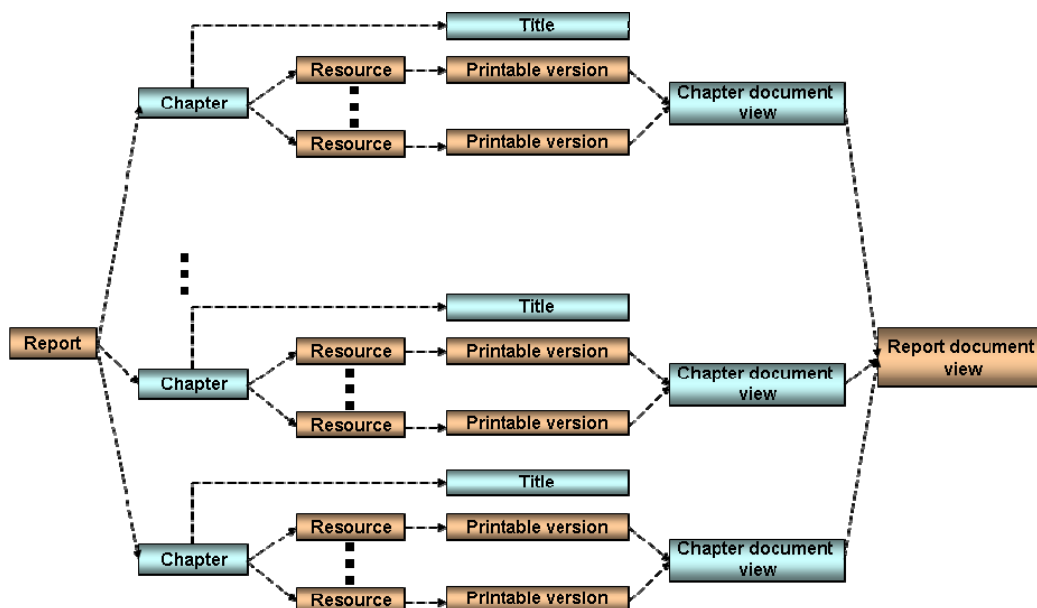 Title
Resource
Printable version
Chapter
Chapter document
view
Resource
Printable version
Title
Report
Resource
Printable version
Report document
view
Chapter
Chapter document
view
Resource
Printable version
Title
Resource
Printable version
Chapter
Chapter document
view
Resource
Printable version